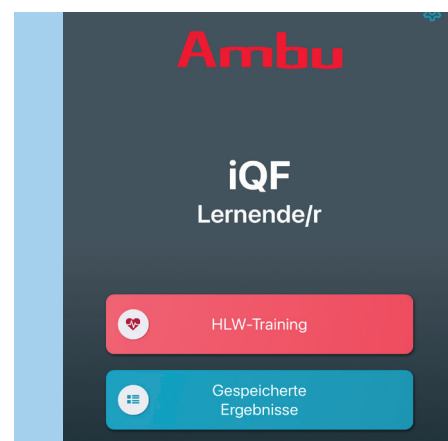 Ambu
iQF
Lernende/r
HLW-Training
Gespeicherte
Ergebnisse